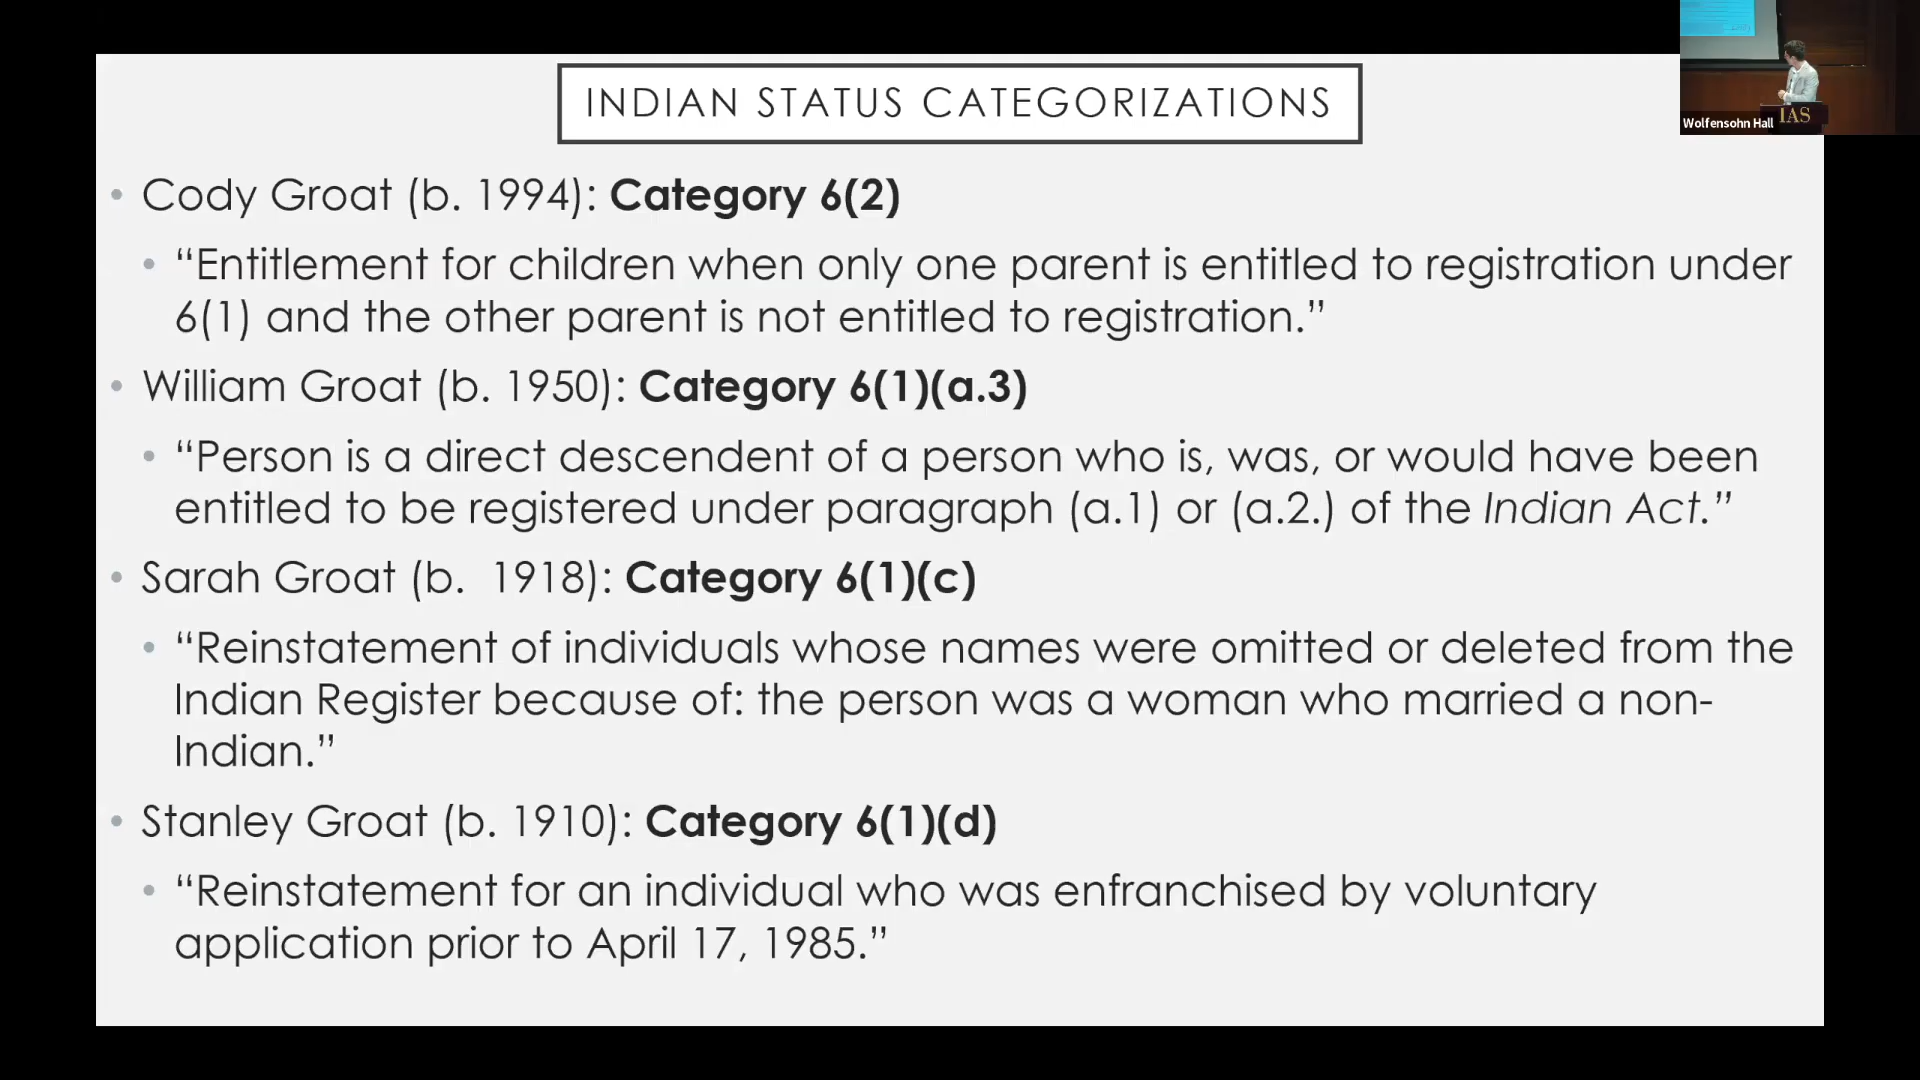 INDIAN STATUS CATEGORIZATIONS
IAS
Wolfensohn Hall
• Cody Groat (b. 1994): Category 6(2)
• “Entitlement for children when only one parent is entitled to registration under
6(1) and the other parent is not entitled to registration.”
• William Groat (b. 1950): Category 6(1)(a.3)
• “Person is a direct descendent of a person who is, was, or would have been
entitled to be registered under paragraph (a.1) or (a.2.) of the Indian Act.”
• Sarah Groat (b.  1918): Category 6(1)(c)
• “Reinstatement of individuals whose names were omitted or deleted from the
Indian Register because of: the person was a woman who married a non-
Indian.”
• Stanley Groat (b. 1910): Category 6(1)(d)
• “Reinstatement for an individual who was enfranchised by voluntary
application prior to April 17, 1985.”